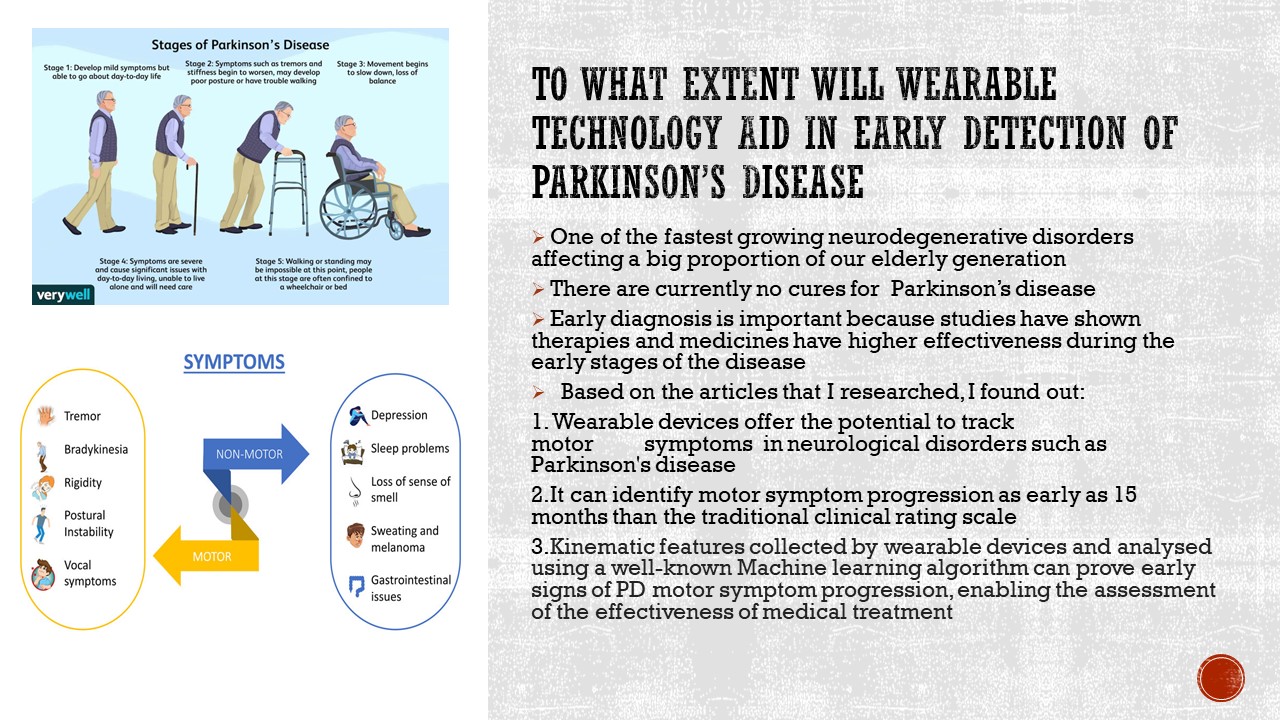 Stages of Parkinson's Disease
Stage 1: Develop mild symptoms but
able to go about day-to-day life
Stage 2: Symptoms such as tremors and
stiffness begin to worsen, may develop
poor posture or have trouble walking
Stage 3: Movement begins
to slow down, loss of
balance
Stage 4: Symptoms are severe
and cause significant issues with
day-to-day living, unable to live
alone and will need care
Stage 5: Walking or standing may
be impossible at this point, people
at this stage are often confined to
a wheelchair or bed
verywell
SYMPTOMS
Tremor
Bradykinesia
Rigidity
Postural
Instability
Vocal
symptoms
NON-MOTOR
MOTOR
Depression
Sleep problems
Loss of sense of
smell
Sweating and
melanoma
Gastrointestinal
issues
TO WHAT EXTENT WILL WEARABLE
TECHNOLOGY AID IN EARLY DETECTION OF
PARKINSON'S DISEASE
➢ One of the fastest growing neurodegenerative disorders
affecting a big proportion of our elderly generation
➢ There are currently no cures for Parkinson's disease
➢ Early diagnosis is important because studies have shown
therapies and medicines have higher effectiveness during the
early stages of the disease
➢ Based on the articles that I researched, I found out:
1. Wearable devices offer the potential to track
motor symptoms in neurological disorders such as
Parkinson's disease
2.It can identify motor symptom progression as early as 15
months than the traditional clinical rating scale
3.Kinematic features collected by wearable devices and analysed
using a well-known Machine learning algorithm can prove early
signs of PD motor symptom progression, enabling the assessment
of the effectiveness of medical treatment